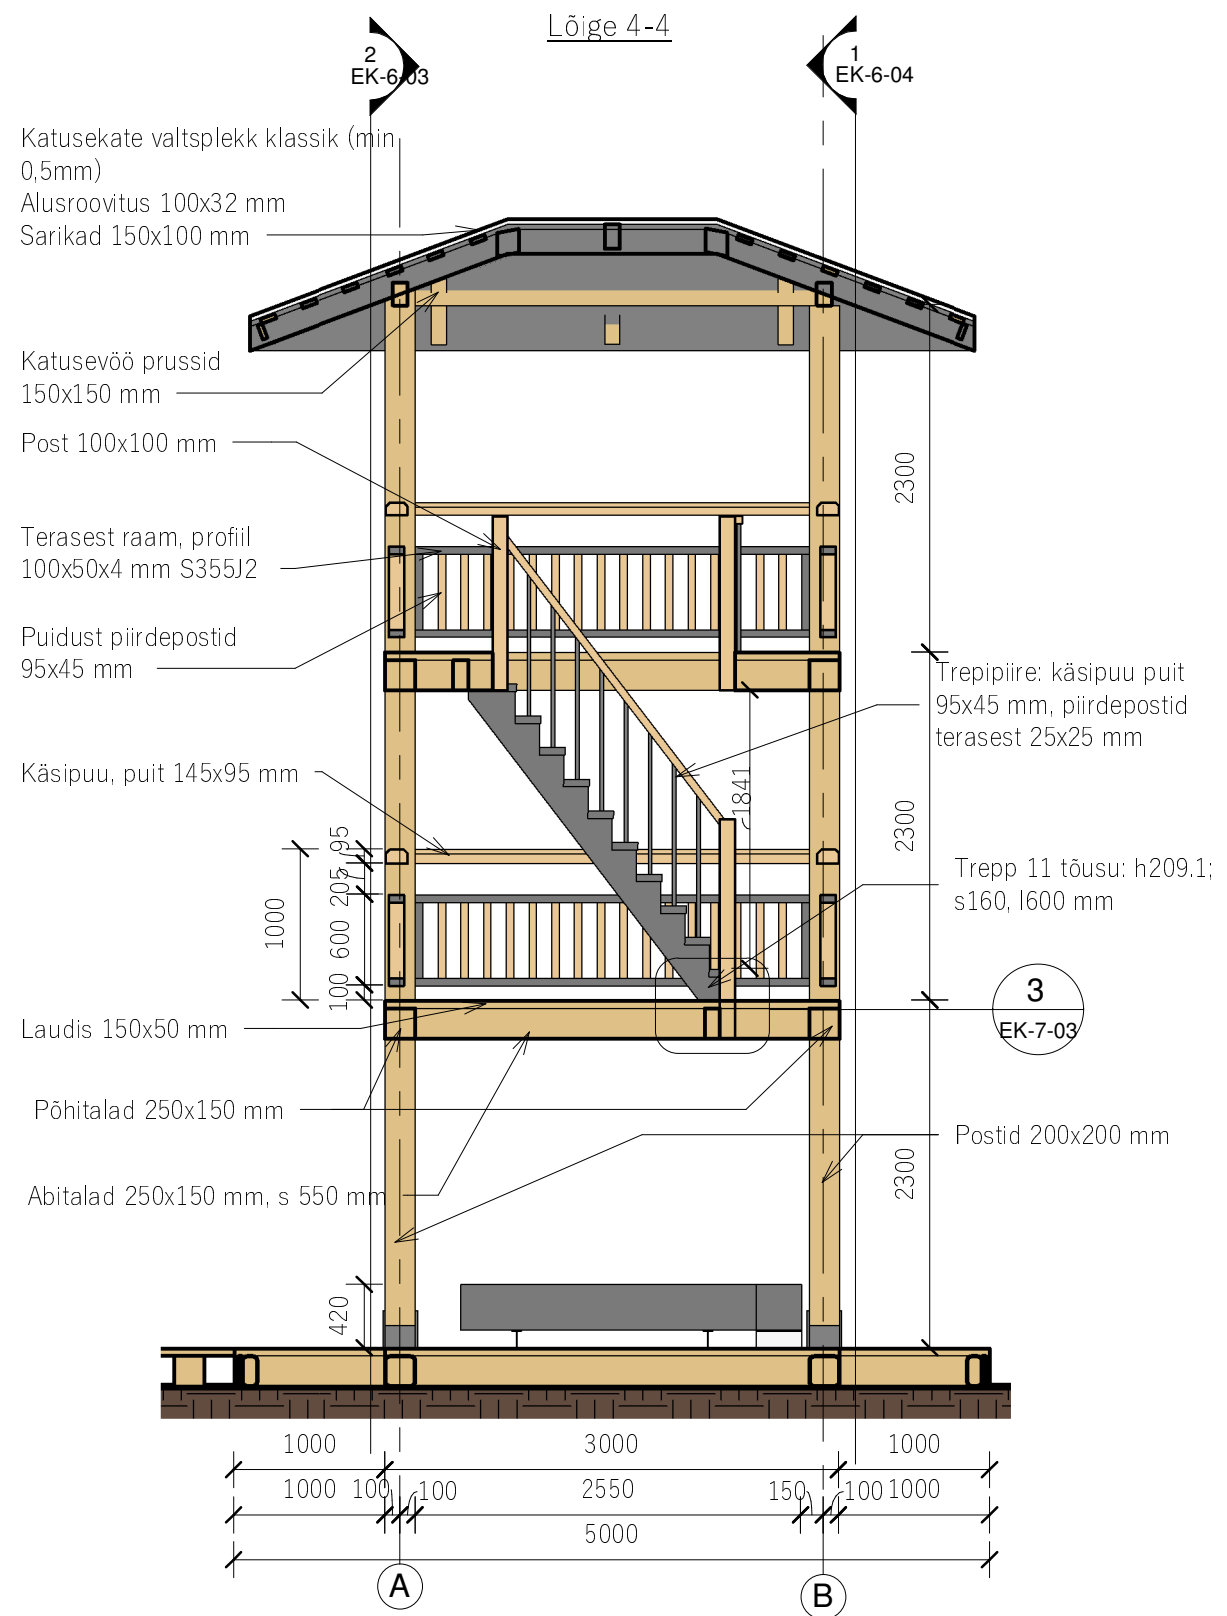 Lõige 4-4
2
EK-6-03
1
EK-6-04
Katusekate valtsplekk klassik (min
0,5mm)
Alusroovitus 100x32 mm
Sarikad 150x100 mm
Katusevöö prussid
150x150 mm
Post 100x100 mm
2300
Terasest raam, profiil
100x50x4 mm S355J2
Puidust piirdepostid
95x45 mm
Trepipiire: käsipuu puit
95x45 mm, piirdepostid
terasest 25x25 mm
Käsipuu, puit 145x95 mm
1841
2300
95
205
600
100
1000
Trepp 11 tõusu: h209.1;
s160, l600 mm
3
EK-7-03
Laudis 150x50 mm
Põhitalad 250x150 mm
Postid 200x200 mm
Abitalad 250x150 mm, s 550 mm
2300
420
1000 3000 1000
1000 100 100 2550 150 100 1000
5000
A B